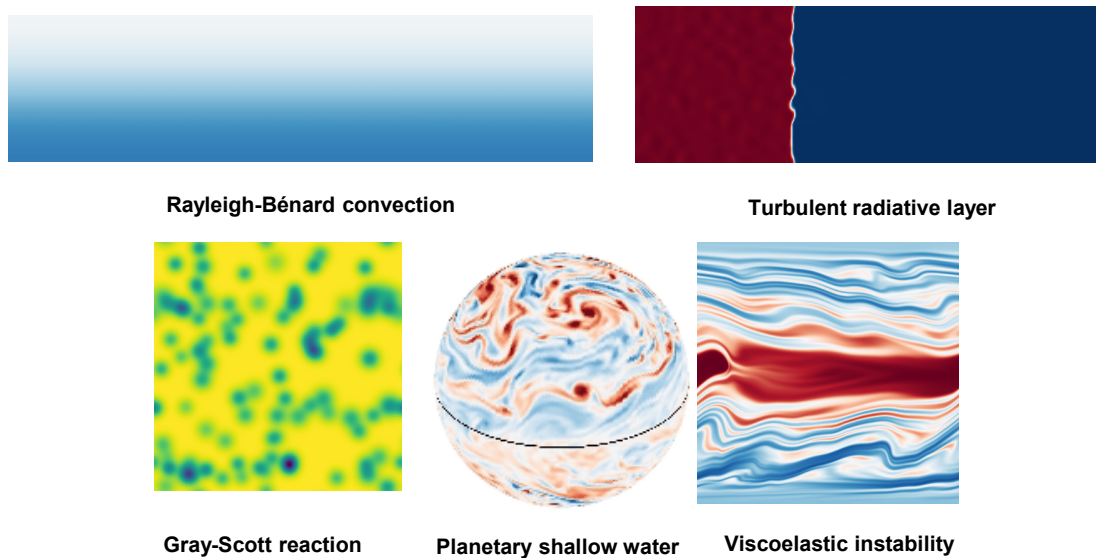 Rayleigh-Bénard convection
Turbulent radiative layer
Gray-Scott reaction
Planetary shallow water
Viscoelastic instability